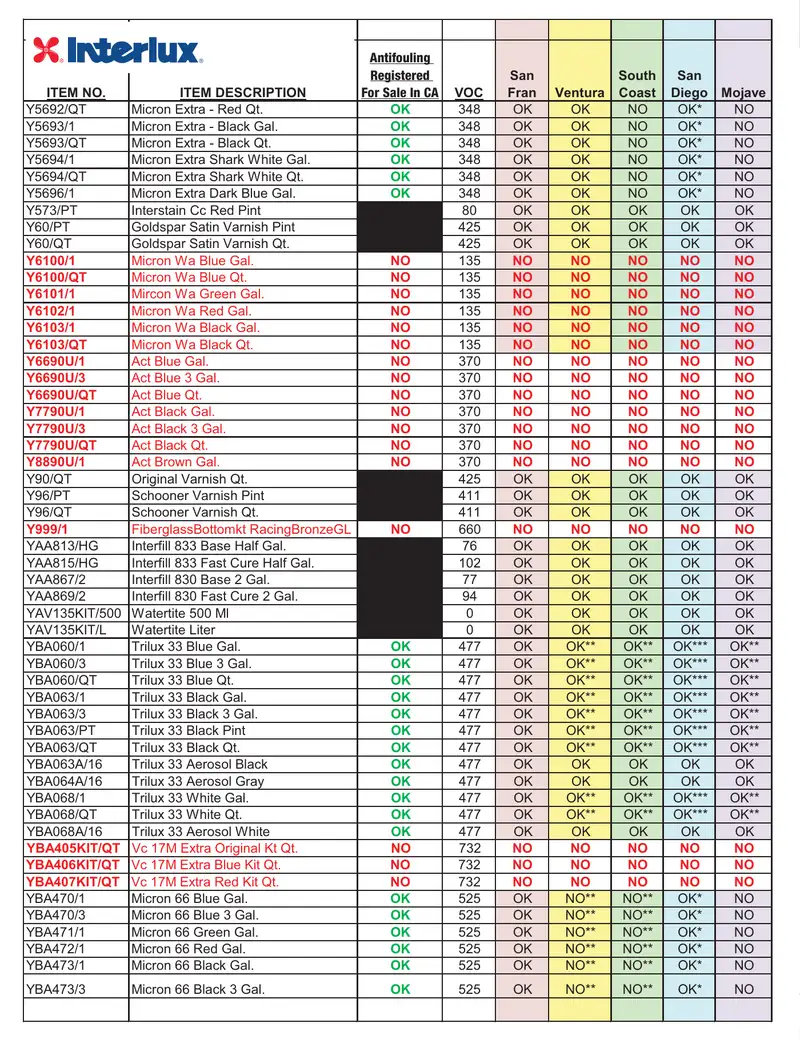 Interlux®
Antifouling
Registered
For Sale In CA
San
Fran
South
Coast
San
Diego
ITEM NO. ITEM DESCRIPTION VOC Ventura Mojave
Y5692/QT Micron Extra - Red Qt. OK 348 OK OK NO OK* NO
Y5693/1 Micron Extra - Black Gal. OK 348 OK OK NO OK* NO
Y5693/QT Micron Extra - Black Qt. OK 348 OK OK NO OK* NO
Y5694/1 Micron Extra Shark White Gal. OK 348 OK OK NO OK* NO
Y5694/QT Micron Extra Shark White Qt. OK 348 OK OK NO OK* NO
Y5696/1 Micron Extra Dark Blue Gal. OK 348 OK OK NO OK* NO
Y573/PT Interstain Cc Red Pint 80 OK OK OK OK OK
Y60/PT Goldspar Satin Varnish Pint 425 OK OK OK OK OK
Y60/QT Goldspar Satin Varnish Qt. 425 OK OK OK OK OK
Y6100/1 Micron Wa Blue Gal. NO 135 NO NO NO NO NO
Y6100/QT Micron Wa Blue Qt. NO 135 NO NO NO NO NO
Y6101/1 Mircon Wa Green Gal. NO 135 NO NO NO NO NO
Y6102/1 Micron Wa Red Gal. NO 135 NO NO NO NO NO
Y6103/1 Micron Wa Black Gal. NO 135 NO NO NO NO NO
Y6103/QT Micron Wa Black Qt. NO 135 NO NO NO NO NO
Y6690U/1 Act Blue Gal. NO 370 NO NO NO NO NO
Y6690U/3 Act Blue 3 Gal. NO 370 NO NO NO NO NO
Y6690U/QT Act Blue Qt. NO 370 NO NO NO NO NO
Y7790U/1 Act Black Gal. NO 370 NO NO NO NO NO
Y7790U/3 Act Black 3 Gal. NO 370 NO NO NO NO NO
Y7790U/QT Act Black Qt. NO 370 NO NO NO NO NO
Y8890U/1 Act Brown Gal. NO 370 NO NO NO NO NO
Y90/QT Original Varnish Qt. 425 OK OK OK OK OK
Y96/PT Schooner Varnish Pint 411 OK OK OK OK OK
Y96/QT Schooner Varnish Qt. 411 OK OK OK OK OK
Y999/1 FiberglassBottomkt RacingBronzeGL NO 660 NO NO NO NO NO
YAA813/HG Interfill 833 Base Half Gal. 76 OK OK OK OK OK
YAA815/HG Interfill 833 Fast Cure Half Gal. 102 OK OK OK OK OK
YAA867/2 Interfill 830 Base 2 Gal. 77 OK OK OK OK OK
YAA869/2 Interfill 830 Fast Cure 2 Gal. 94 OK OK OK OK OK
YAV135KIT/500 Watertite 500 Ml 0 OK OK OK OK OK
YAV135KIT/L Watertite Liter 0 OK OK OK OK OK
YBA060/1 Trilux 33 Blue Gal. OK 477 OK OK** OK** OK*** OK**
YBA060/3 Trilux 33 Blue 3 Gal. OK 477 OK OK** OK** OK*** OK**
YBA060/QT Trilux 33 Blue Qt. OK 477 OK OK** OK** OK*** OK**
YBA063/1 Trilux 33 Black Gal. OK 477 OK OK** OK** OK*** OK**
YBA063/3 Trilux 33 Black 3 Gal. OK 477 OK OK** OK** OK*** OK**
YBA063/PT Trilux 33 Black Pint OK 477 OK OK** OK** OK*** OK**
YBA063/QT Trilux 33 Black Qt. OK 477 OK OK** OK** OK*** OK**
YBA063A/16 Trilux 33 Aerosol Black OK 477 OK OK OK OK OK
YBA064A/16 Trilux 33 Aerosol Gray OK 477 OK OK OK OK OK
YBA068/1 Trilux 33 White Gal. OK 477 OK OK** OK** OK*** OK**
YBA068/QT Trilux 33 White Qt. OK 477 OK OK** OK** OK*** OK**
YBA068A/16 Trilux 33 Aerosol White OK 477 OK OK OK OK OK
YBA405KIT/QT Vc 17M Extra Original Kt Qt. NO 732 NO NO NO NO NO
YBA406KIT/QT Vc 17M Extra Blue Kit Qt. NO 732 NO NO NO NO NO
YBA407KIT/QT Vc 17M Extra Red Kit Qt. NO 732 NO NO NO NO NO
YBA470/1 Micron 66 Blue Gal. OK 525 OK NO** NO** OK* NO
YBA470/3 Micron 66 Blue 3 Gal. OK 525 OK NO** NO** OK* NO
YBA471/1 Micron 66 Green Gal. OK 525 OK NO** NO** OK* NO
YBA472/1 Micron 66 Red Gal. OK 525 OK NO** NO** OK* NO
YBA473/1 Micron 66 Black Gal. OK 525 OK NO** NO** OK* NO
YBA473/3 Micron 66 Black 3 Gal. OK 525 OK NO** NO** OK* NO